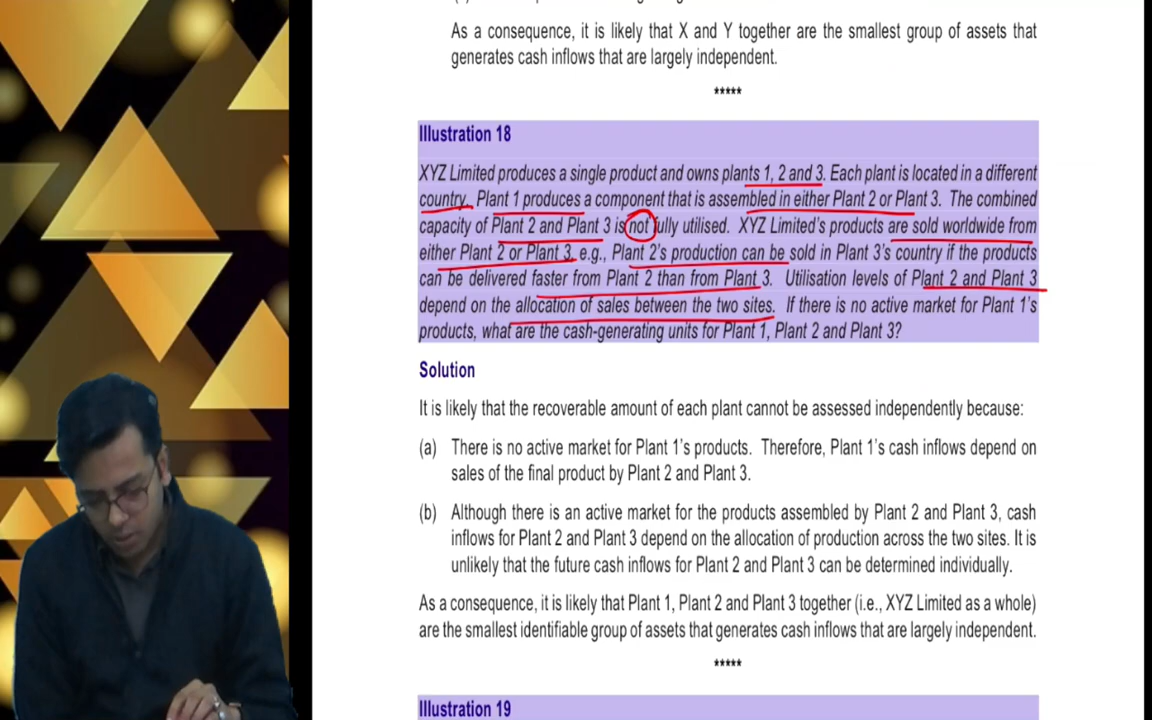 As a consequence, it is likely that X and Y together are the smallest group of assets that
generates cash inflows that are largely independent.
*****
Illustration 18
XYZ Limited produces a single product and owns plants 1, 2 and 3. Each plant is located in a different
country. Plant 1 produces a component that is assembled in either Plant 2 or Plant 3. The combined
capacity of Plant 2 and Plant 3 is not fully utilised. XYZ Limited's products are sold worldwide from
either Plant 2 or Plant 3, e.g., Plant 2's production can be sold in Plant 3's country if the products
can be delivered faster from Plant 2 than from Plant 3. Utilisation levels of Plant 2 and Plant 3
depend on the allocation of sales between the two sites. If there is no active market for Plant 1's
products, what are the cash-generating units for Plant 1, Plant 2 and Plant 3?
Solution
It is likely that the recoverable amount of each plant cannot be assessed independently because:
(a) There is no active market for Plant 1's products. Therefore, Plant 1's cash inflows depend on
sales of the final product by Plant 2 and Plant 3.
(b) Although there is an active market for the products assembled by Plant 2 and Plant 3, cash
inflows for Plant 2 and Plant 3 depend on the allocation of production across the two sites. It is
unlikely that the future cash inflows for Plant 2 and Plant 3 can be determined individually.
As a consequence, it is likely that Plant 1, Plant 2 and Plant 3 together (i.e., XYZ Limited as a whole)
are the smallest identifiable group of assets that generates cash inflows that are largely independent.
*****
Illustration 19